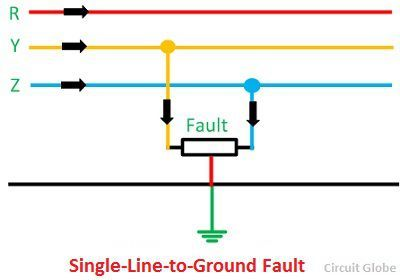 R
Y
Z
Fault
Single-Line-to-Ground Fault
Circuit Globe